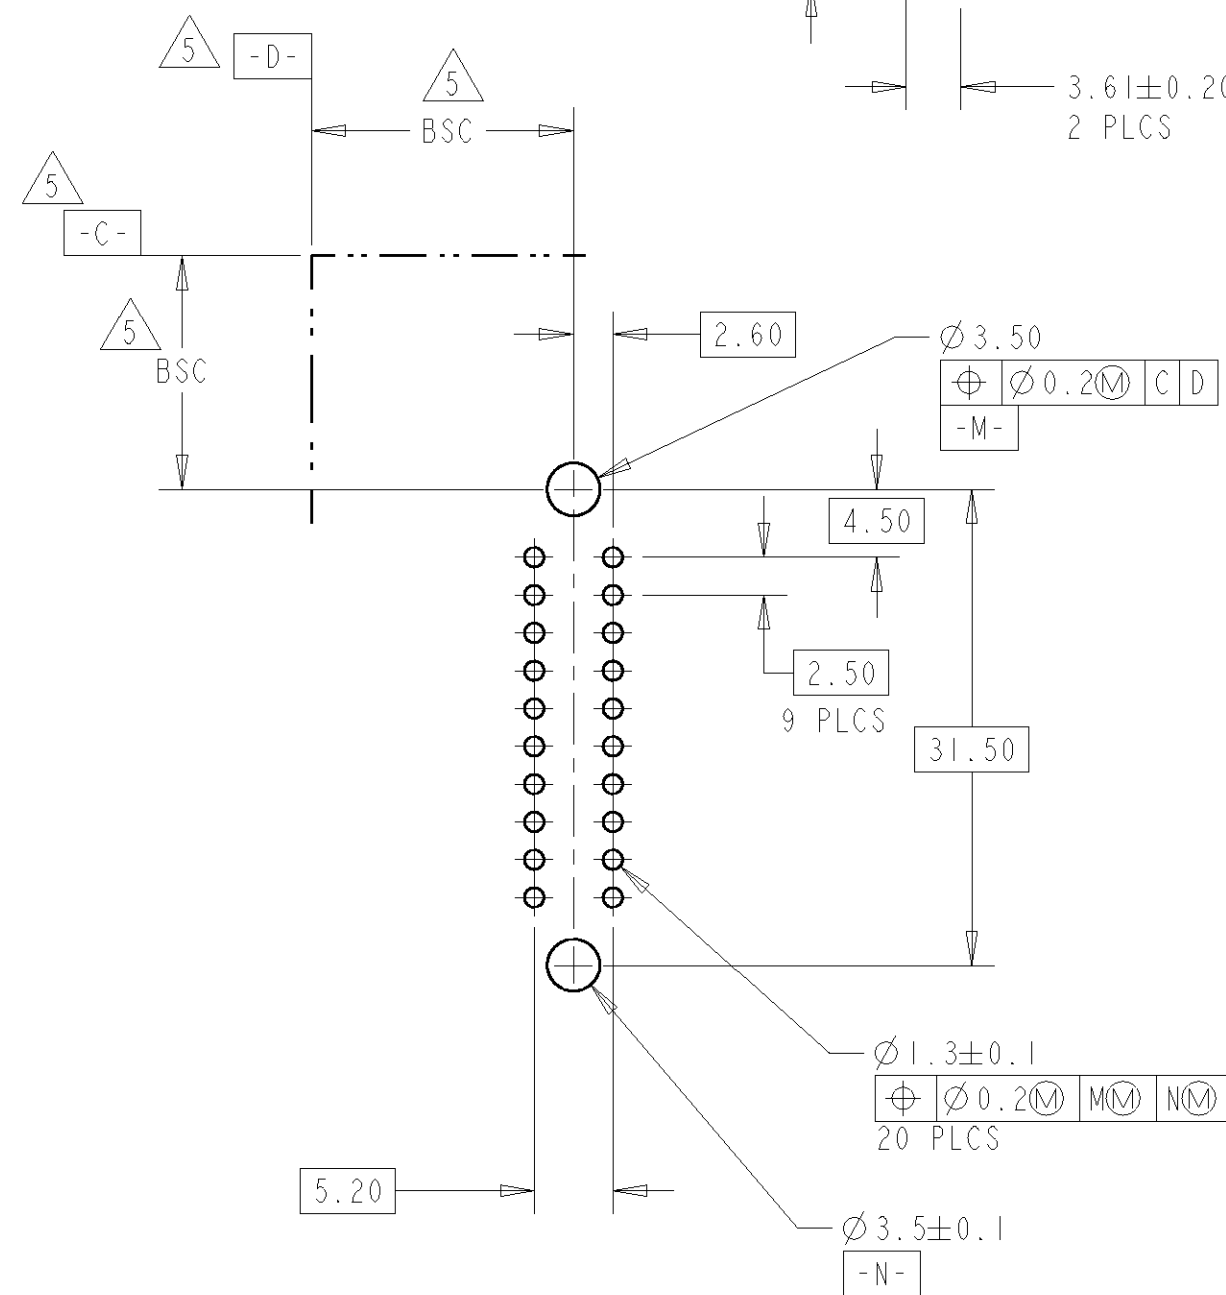 5
-D-
5
BSC
3.61±0.20
2 PLCS
5
-C-
5
BSC
2.60
Ø3.50
⌖ Ø0.2Ⓜ C D
-M-
4.50
2.50
9 PLCS
31.50
Ø1.3±0.1
⌖ Ø0.2Ⓜ MⓂ NⓂ
20 PLCS
5.20
Ø3.5±0.1
-N-